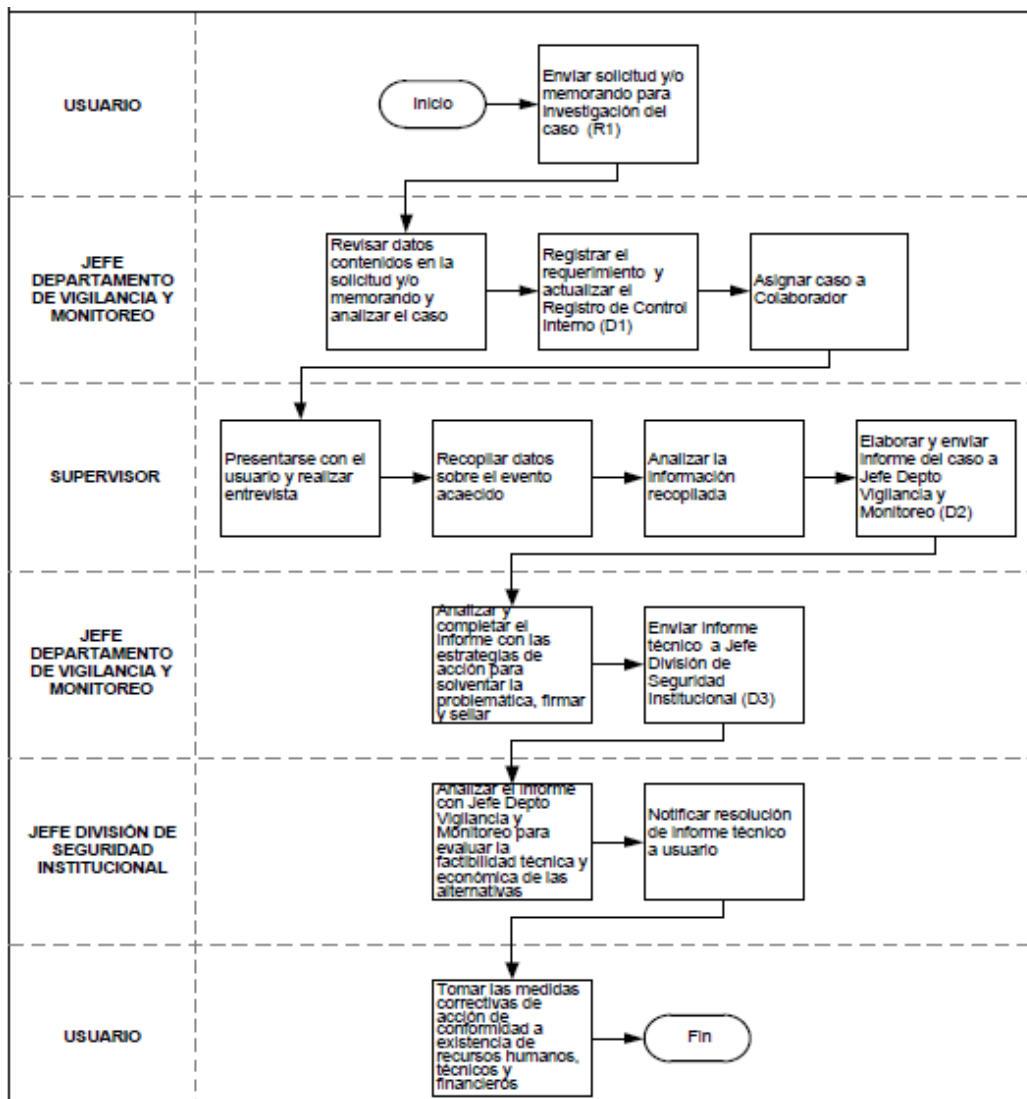 USUARIO
Inicio
Enviar solicitud y/o
memorando para
investigación del
caso (R1)
JEFE
DEPARTAMENTO
DE VIGILANCIA Y
MONITOREO
Revisar datos
contenidos en la
solicitud y/o
memorando y
analizar el caso
Registrar el
requerimiento y
actualizar el
Registro de Control
Interno (D1)
Asignar caso a
Colaborador
SUPERVISOR
Presentarse con el
usuario y realizar
entrevista
Recopilar datos
sobre el evento
acaecido
Analizar la
información
recopilada
Elaborar y enviar
informe del caso a
Jefe Depto
Vigilancia y
Monitoreo (D2)
JEFE
DEPARTAMENTO
DE VIGILANCIA Y
MONITOREO
Analizar y
completar el
informe con las
estrategias de
acción para
solventar la
problemática, firmar
y sellar
Enviar informe
técnico a Jefe
División de
Seguridad
Institucional (D3)
JEFE DIVISIÓN DE
SEGURIDAD
INSTITUCIONAL
Analizar el informe
con Jefe Depto
Vigilancia y
Monitoreo para
evaluar la
factibilidad técnica y
económica de las
alternativas
Notificar resolución
de informe técnico
a usuario
USUARIO
Tomar las medidas
correctivas de
acción de
conformidad a
existencia de
recursos humanos,
técnicos y
financieros
Fin